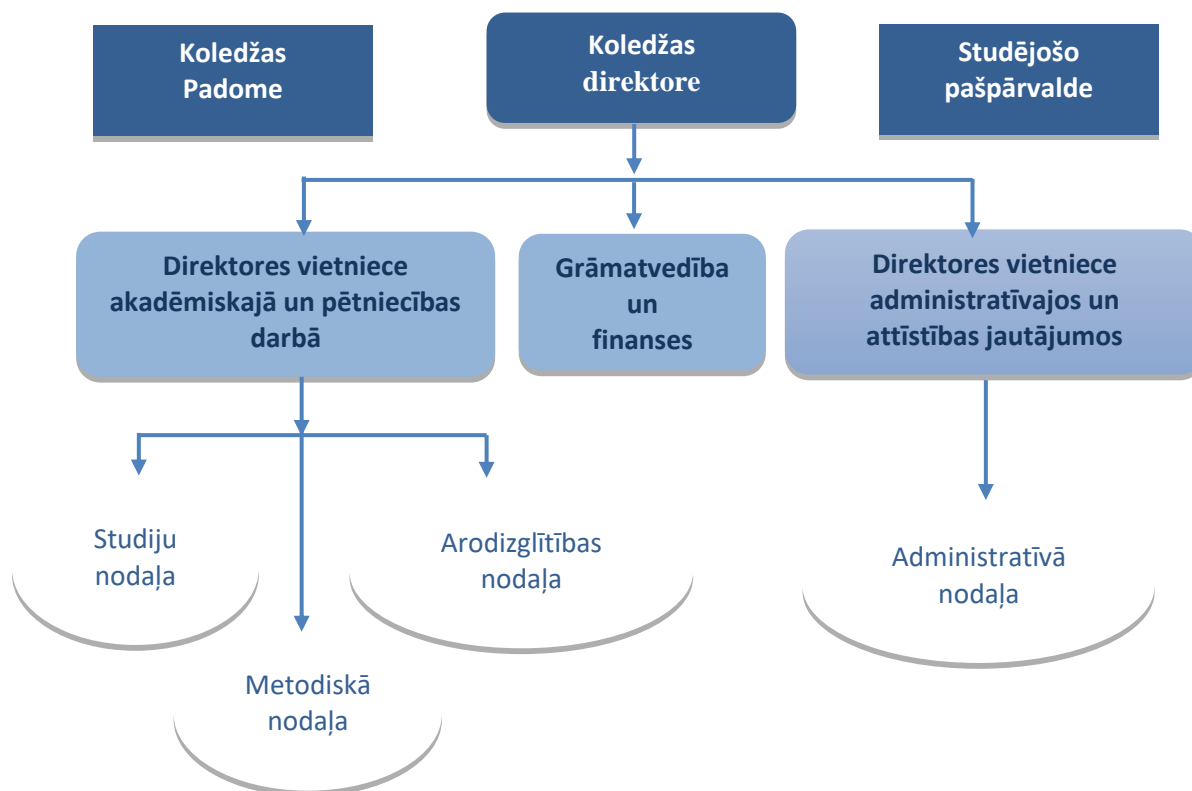 Koledžas
Padome
Koledžas
direktore
Studējošo
pašpārvalde
Direktores vietniece
akadēmiskajā un pētniecības
darbā
Grāmatvedība
un
finanses
Direktores vietniece
administratīvajos un
attīstības jautājumos
Studiju
nodaļa
Arodizglītības
nodaļa
Administratīvā
nodaļa
Metodiskā
nodaļa